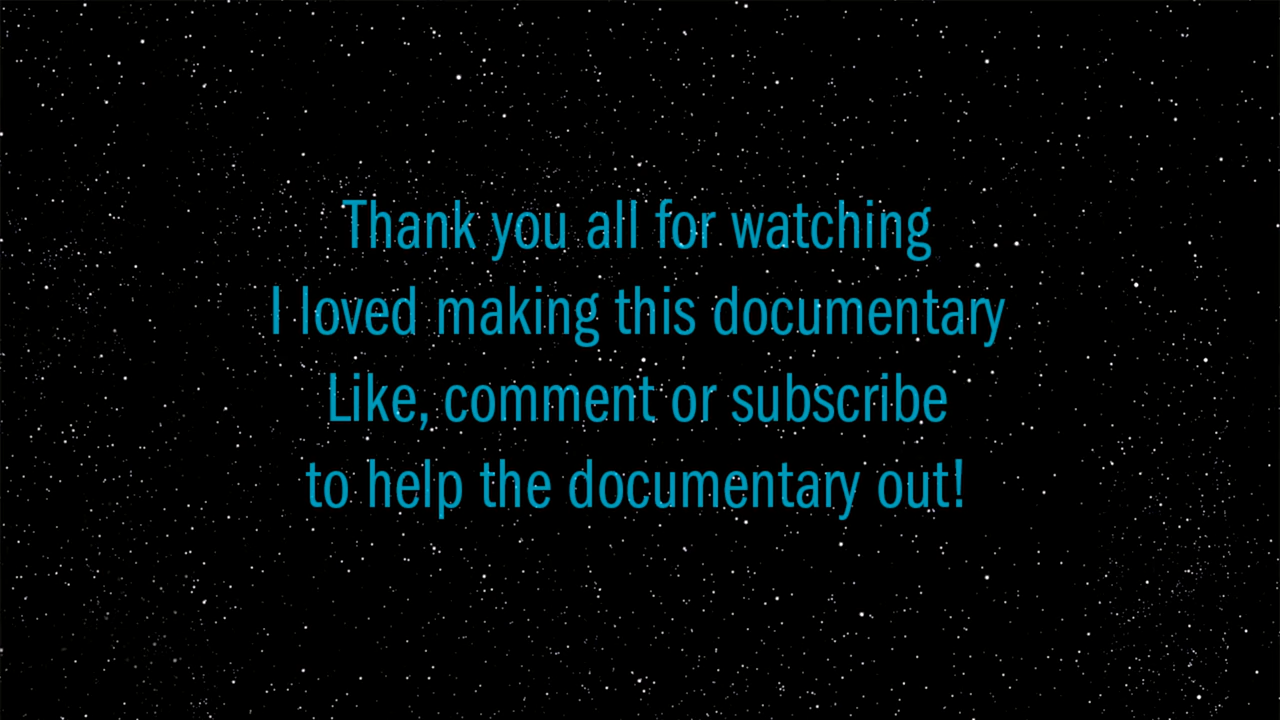 Thank you all for watching
I loved making this documentary
Like, comment or subscribe
to help the documentary out!